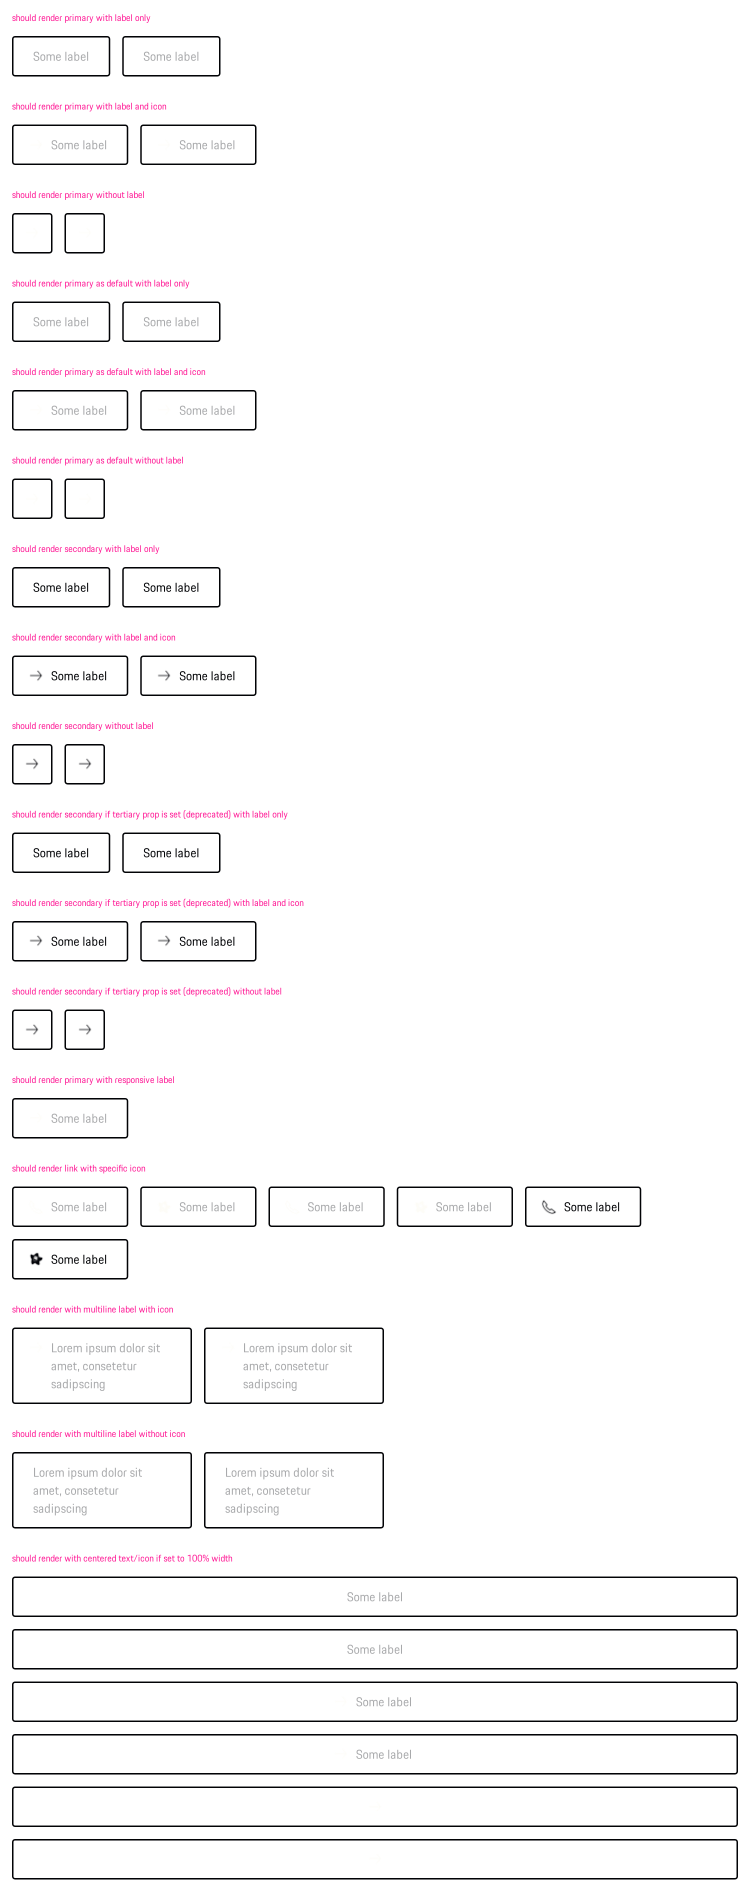 should render primary with label only
Some label Some label
should render primary with label and icon
Some label Some label
should render primary without label
should render primary as default with label only
Some label Some label
should render primary as default with label and icon
Some label Some label
should render primary as default without label
should render secondary with label only
Some label Some label
should render secondary with label and icon
Some label Some label
should render secondary without label
should render secondary if tertiary prop is set (deprecated) with label only
Some label Some label
should render secondary if tertiary prop is set (deprecated) with label and icon
Some label Some label
should render secondary if tertiary prop is set (deprecated) without label
should render primary with responsive label
Some label
should render link with specific icon
Some label Some label Some label Some label Some label
Some label
should render with multiline label with icon
Lorem ipsum dolor sit
amet, consetetur
sadipscing
Lorem ipsum dolor sit
amet, consetetur
sadipscing
should render with multiline label without icon
Lorem ipsum dolor sit
amet, consetetur
sadipscing
Lorem ipsum dolor sit
amet, consetetur
sadipscing
should render with centered text/icon if set to 100% width
Some label
Some label
Some label
Some label